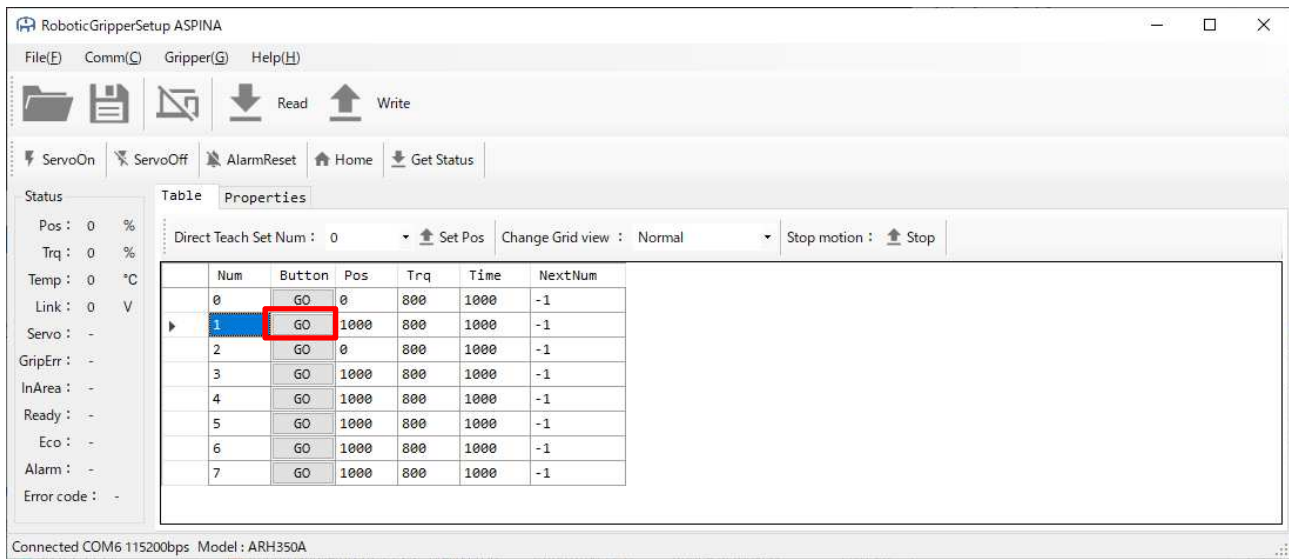 RoboticGripperSetup ASPINA
File(F) Comm(C) Gripper(G) Help(H)
Read Write
ServoOn ServoOff AlarmReset Home Get Status
Status Table Properties
Pos : 0 %
Direct Teach Set Num : 0 Set Pos Change Grid view : Normal Stop motion : Stop
Trq : 0 %
Temp : 0 °C
Link : 0 V
Servo : -
GripErr : -
InArea : -
Ready : -
Eco : -
Alarm : -
Error code : -
Num Button Pos Trq Time NextNum
0 GO 0 800 1000 -1
1 GO 1000 800 1000 -1
2 GO 0 800 1000 -1
3 GO 1000 800 1000 -1
4 GO 1000 800 1000 -1
5 GO 1000 800 1000 -1
6 GO 1000 800 1000 -1
7 GO 1000 800 1000 -1
Connected COM6 115200bps Model : ARH350A